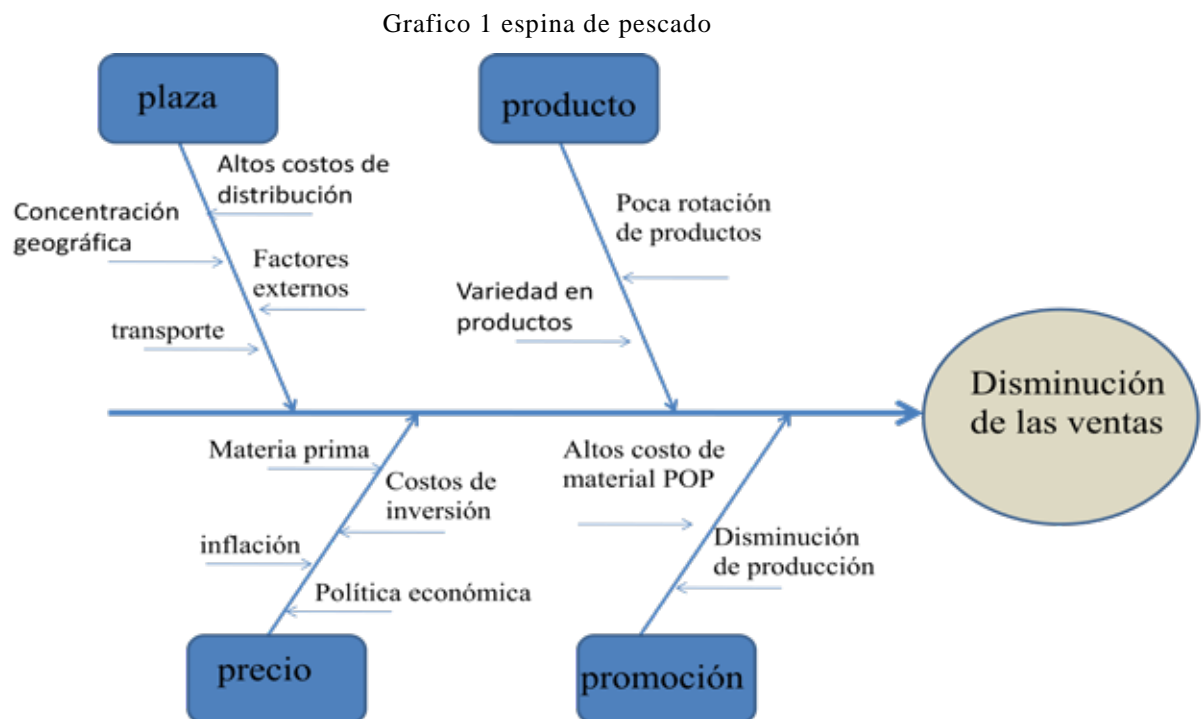 Grafico 1 espina de pescado
plaza
producto
Altos costos de
distribución
Concentración
geográfica
Factores
externos
transporte
Poca rotación
de productos
Variedad en
productos
Disminución
de las ventas
Materia prima
Costos de
inversión
inflación
Política económica
Altos costo de
material POP
Disminución
de producción
precio
promoción